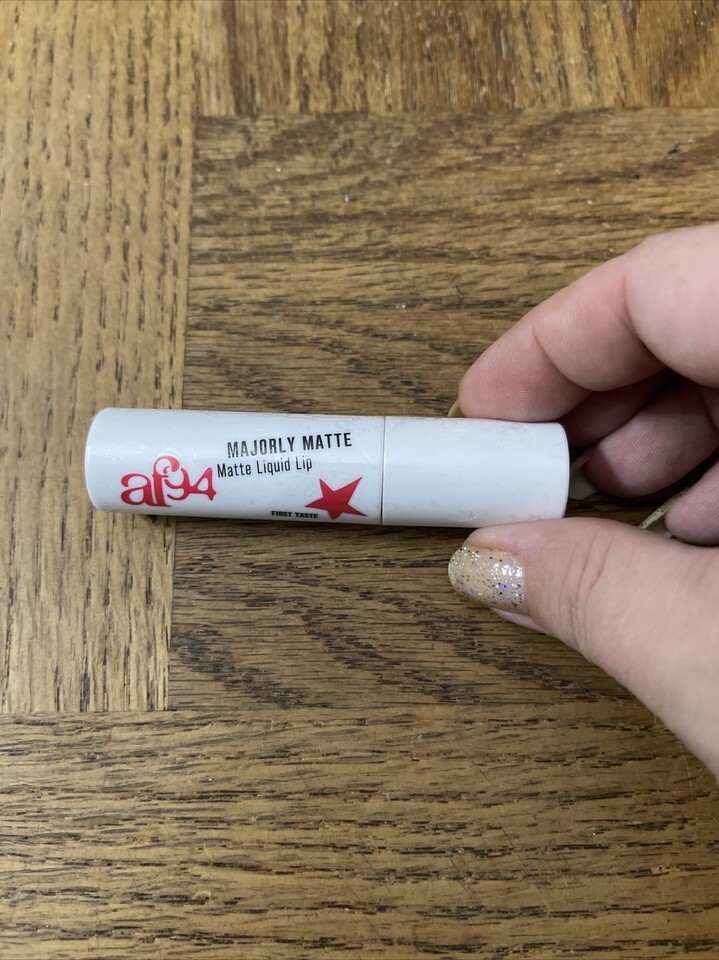 af94
MAJORLY MATTE
Matte Liquid Lip
FIRST TASTE